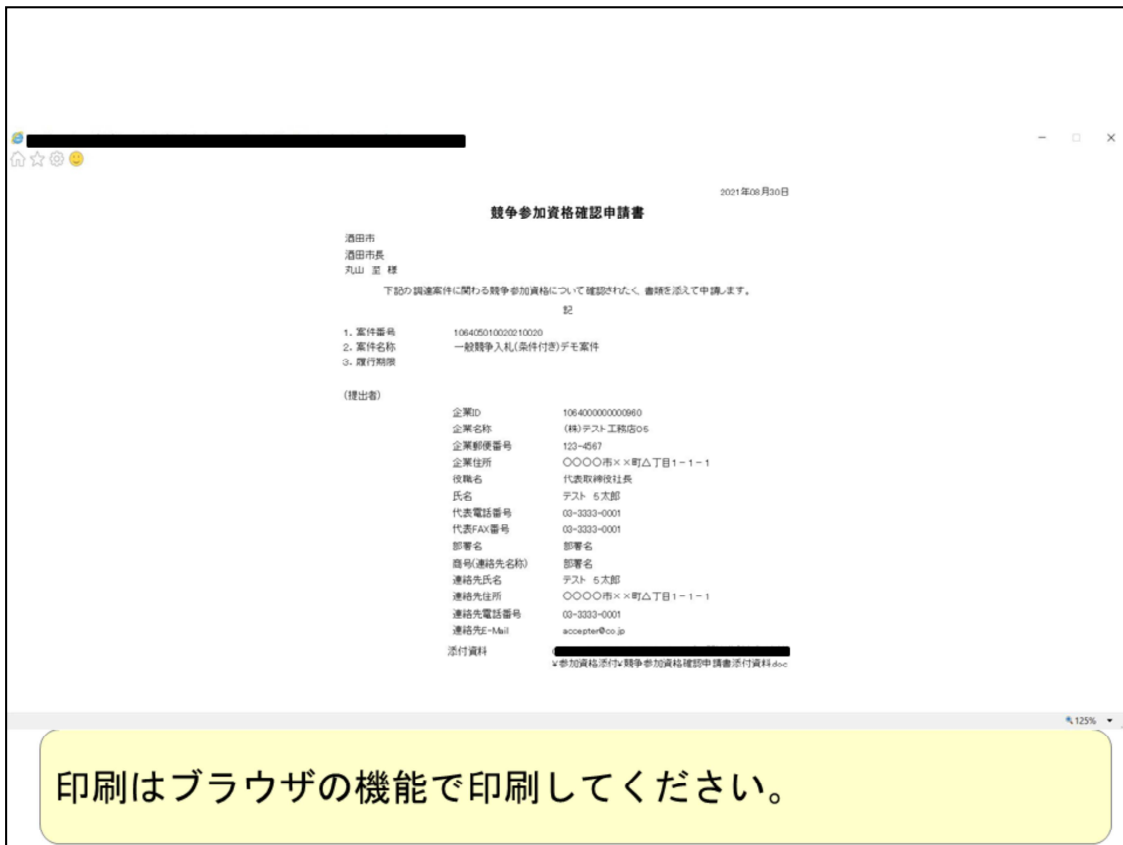 2021年08月30日
競争参加資格確認申請書
酒田市
酒田市長
丸山 至 様
下記の調達案件に関わる競争参加資格について確認されたく、書類を添えて申請します。
記
1. 案件番号 106405010020210020
2. 案件名称 一般競争入札(条件付き)デモ案件
3. 履行期限
(提出者)
企業ID 1064000000000960
企業名称 (株)テスト工務店05
企業郵便番号 123-4567
企業住所 〇〇〇〇市××町△丁目1-1-1
役職名 代表取締役社長
氏名 テスト 5太郎
代表電話番号 03-3333-0001
代表FAX番号 03-3333-0001
部署名 部署名
商号(連絡先名称) 部署名
連絡先氏名 テスト 5太郎
連絡先住所 〇〇〇〇市××町△丁目1-1-1
連絡先電話番号 03-3333-0001
連絡先E-Mail accepter@co.jp
添付資料
¥参加資格添付¥競争参加資格確認申請書添付資料.doc
125%
印刷はブラウザの機能で印刷してください。